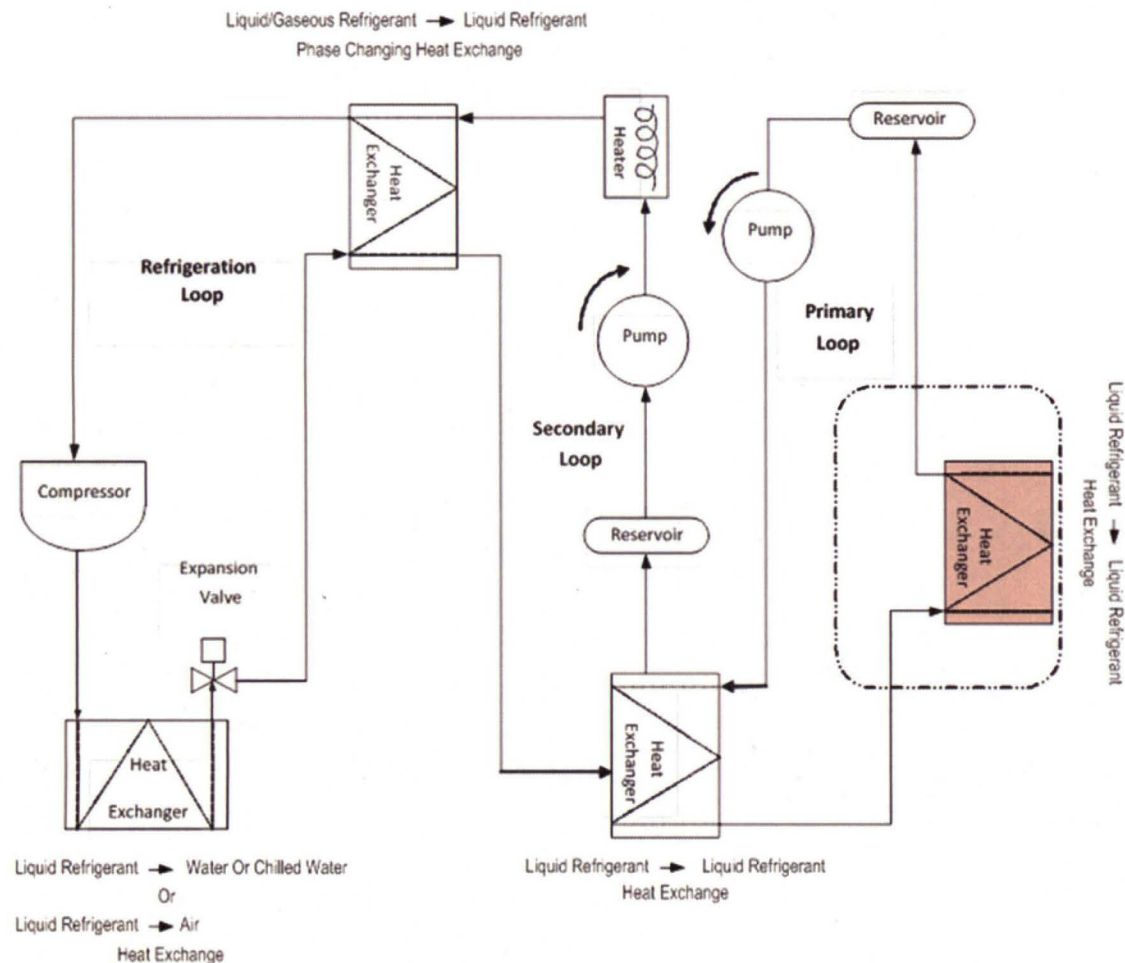 Liquid/Gaseous Refrigerant → Liquid Refrigerant
Phase Changing Heat Exchange
Heat
Exchanger
Heater
Reservoir
Pump
Refrigeration
Loop
Pump
Primary
Loop
Secondary
Loop
Compressor
Reservoir
Expansion
Valve
Heat
Exchanger
Liquid Refrigerant → Liquid Refrigerant
Heat Exchange
Heat
Exchanger
Heat
Exchanger
Liquid Refrigerant → Water Or Chilled Water
Or
Liquid Refrigerant → Air
Heat Exchange
Liquid Refrigerant → Liquid Refrigerant
Heat Exchange